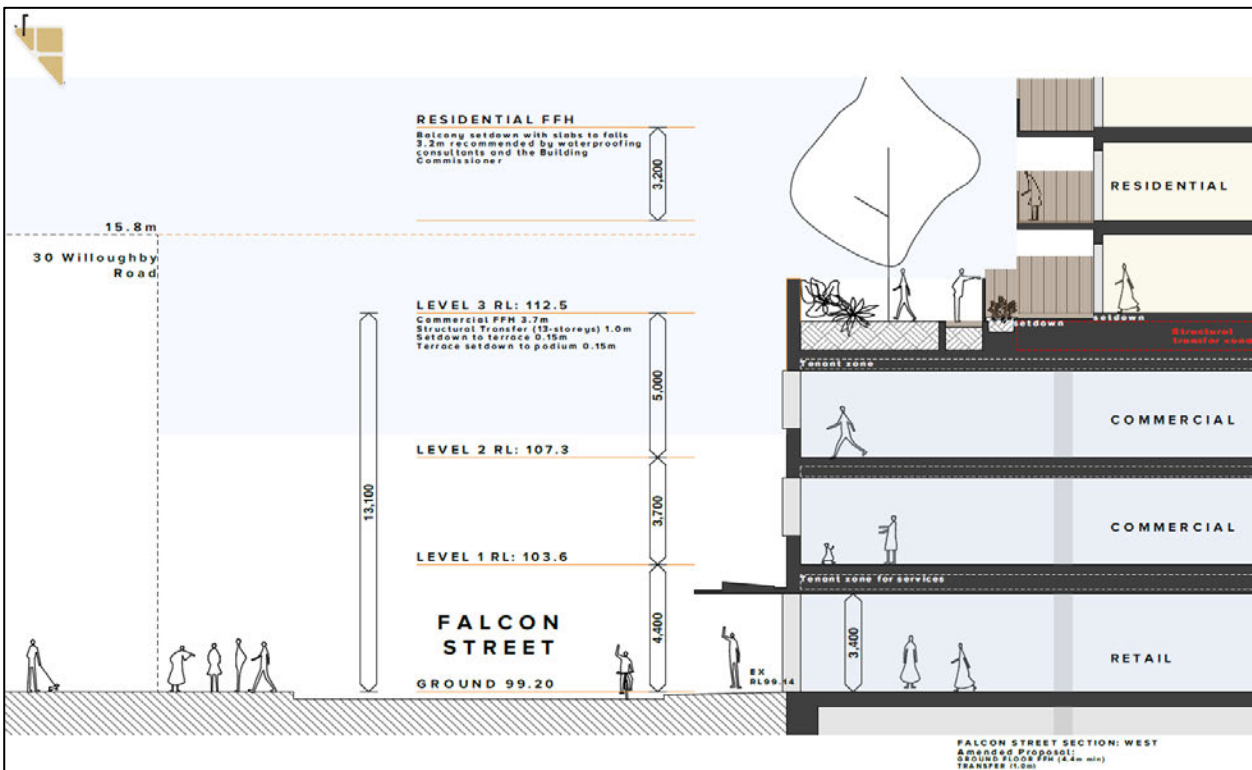 RESIDENTIAL FFH
Balcony setdown with slabs to falls
3.2m recommended by waterproofing
consultants and the Building
Commissioner
3,200
RESIDENTIAL
15.8m
30 Willoughby
Road
LEVEL 3 RL: 112.5
Commercial FFH 3.7m
Structural Transfer (13-storeys) 1.0m
Setdown to terrace 0.15m
Terrace setdown to podium 0.15m
setdown
setdown
Structural
transfer
Tenant zone
5,000
COMMERCIAL
LEVEL 2 RL: 107.3
13,100
3,700
COMMERCIAL
LEVEL 1 RL: 103.6
Tenant zone for services
FALCON
STREET
4,400
3,400
RETAIL
GROUND 99.20
EX
RL99.14
FALCON STREET SECTION: WEST
Amended Proposal:
GROUND FLOOR FFH (4.4m min)
TRANSFER (1.0m)